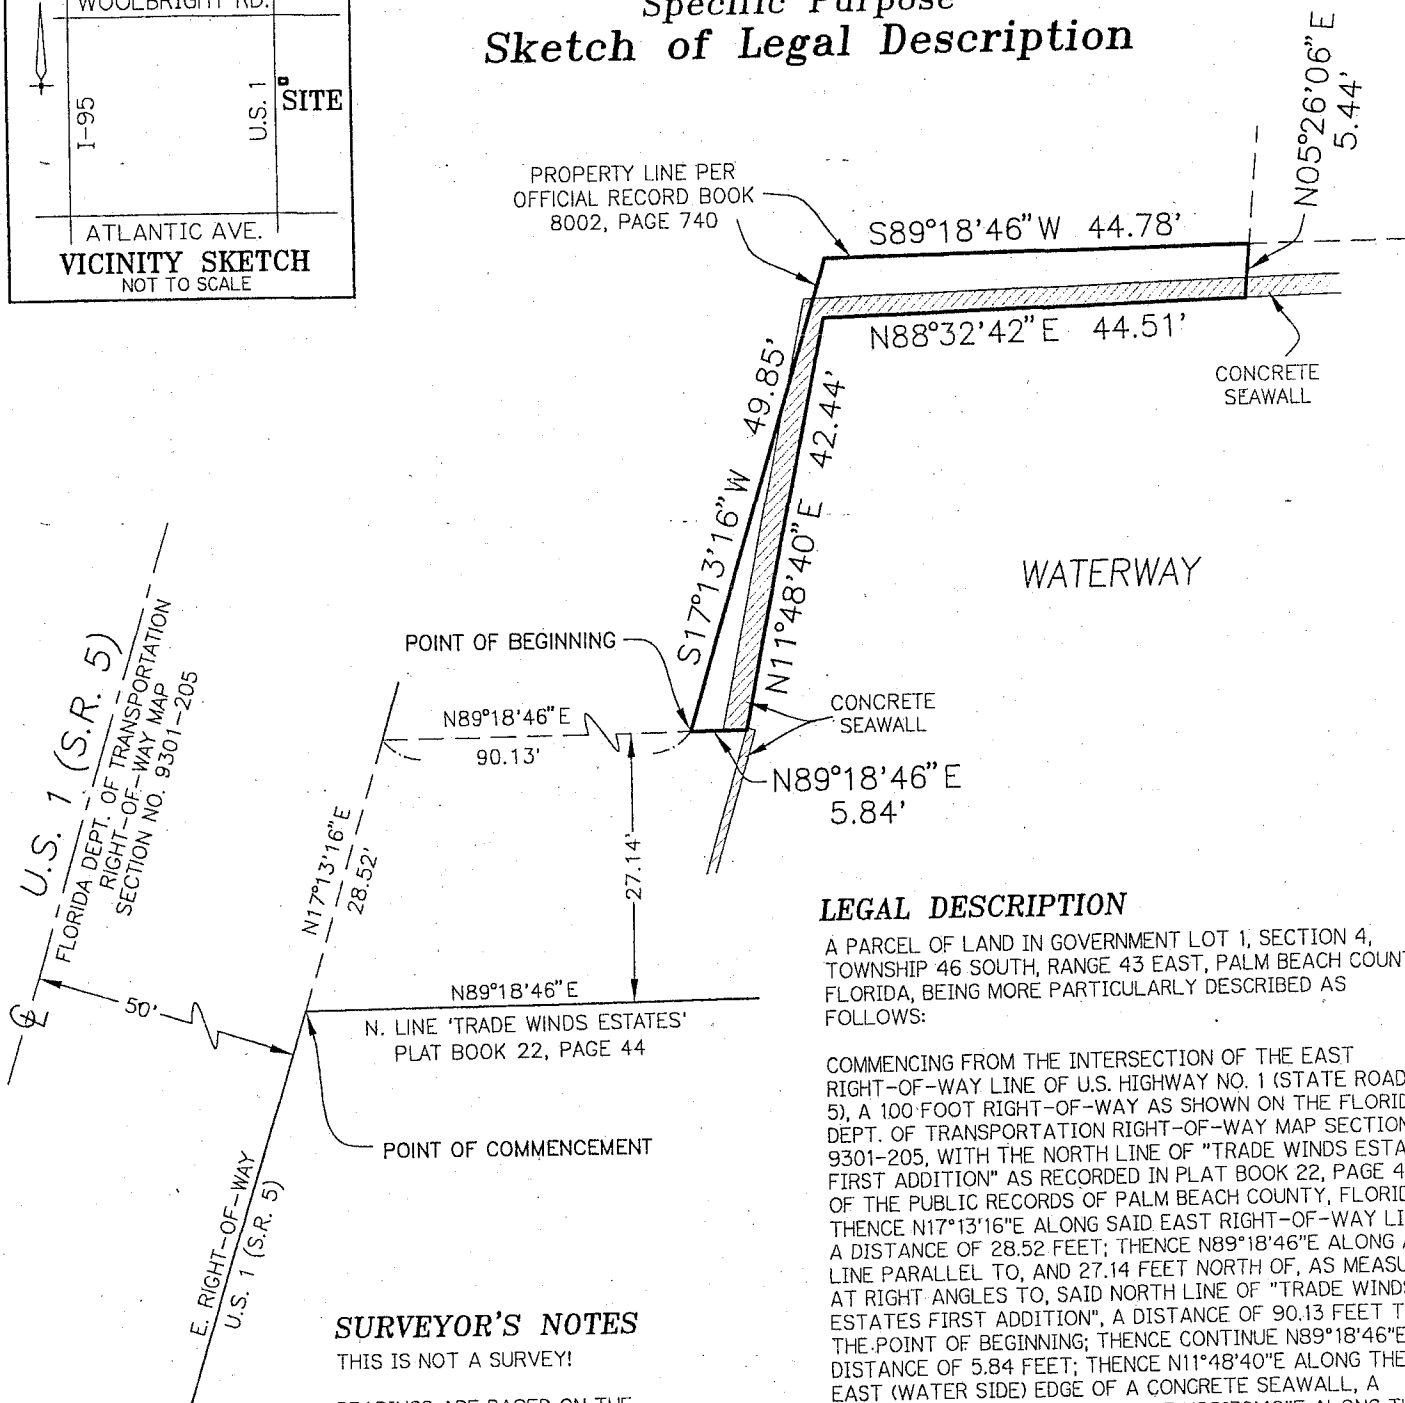 WOOLBRIGHT RD.
I-95
U.S. 1
SITE
ATLANTIC AVE.
VICINITY SKETCH
NOT TO SCALE
Specific Purpose
Sketch of Legal Description
N05°26'06"E
5.44'
PROPERTY LINE PER
OFFICIAL RECORD BOOK
8002, PAGE 740
S89°18'46"W 44.78'
N88°32'42"E 44.51'
CONCRETE
SEAWALL
S17°13'16"W 49.85'
N11°48'40"E 42.44'
WATERWAY
POINT OF BEGINNING
CONCRETE
SEAWALL
N89°18'46"E
90.13'
N89°18'46"E
5.84'
U.S. 1 (S.R. 5)
FLORIDA DEPT. OF TRANSPORTATION
RIGHT-OF-WAY MAP
SECTION NO. 9301-205
N17°13'16"E
28.52'
27.14'
50'
N89°18'46"E
N. LINE 'TRADE WINDS ESTATES'
PLAT BOOK 22, PAGE 44
POINT OF COMMENCEMENT
E. RIGHT-OF-WAY
U.S. 1 (S.R. 5)
SURVEYOR'S NOTES
THIS IS NOT A SURVEY!
BEARINGS ARE BASED ON THE
LEGAL DESCRIPTION
A PARCEL OF LAND IN GOVERNMENT LOT 1, SECTION 4,
TOWNSHIP 46 SOUTH, RANGE 43 EAST, PALM BEACH COUN
FLORIDA, BEING MORE PARTICULARLY DESCRIBED AS
FOLLOWS:
COMMENCING FROM THE INTERSECTION OF THE EAST
RIGHT-OF-WAY LINE OF U.S. HIGHWAY NO. 1 (STATE ROAD
5), A 100 FOOT RIGHT-OF-WAY AS SHOWN ON THE FLORID
DEPT. OF TRANSPORTATION RIGHT-OF-WAY MAP SECTION
9301-205, WITH THE NORTH LINE OF "TRADE WINDS ESTA
FIRST ADDITION" AS RECORDED IN PLAT BOOK 22, PAGE 4
OF THE PUBLIC RECORDS OF PALM BEACH COUNTY, FLORID
THENCE N17°13'16"E ALONG SAID EAST RIGHT-OF-WAY LI
A DISTANCE OF 28.52 FEET; THENCE N89°18'46"E ALONG A
LINE PARALLEL TO, AND 27.14 FEET NORTH OF, AS MEASU
AT RIGHT ANGLES TO, SAID NORTH LINE OF "TRADE WINDS
ESTATES FIRST ADDITION", A DISTANCE OF 90.13 FEET T
THE POINT OF BEGINNING; THENCE CONTINUE N89°18'46"E
DISTANCE OF 5.84 FEET; THENCE N11°48'40"E ALONG THE
EAST (WATER SIDE) EDGE OF A CONCRETE SEAWALL, A